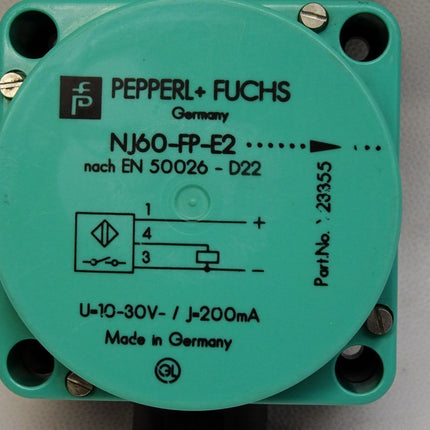 PEPPERL + FUCHS
Germany
NJ60-FP-E2
nach EN 50026 - D22
1
+
4
3
-
U=10-30V- / J=200mA
Made in Germany
GL
Part.No.